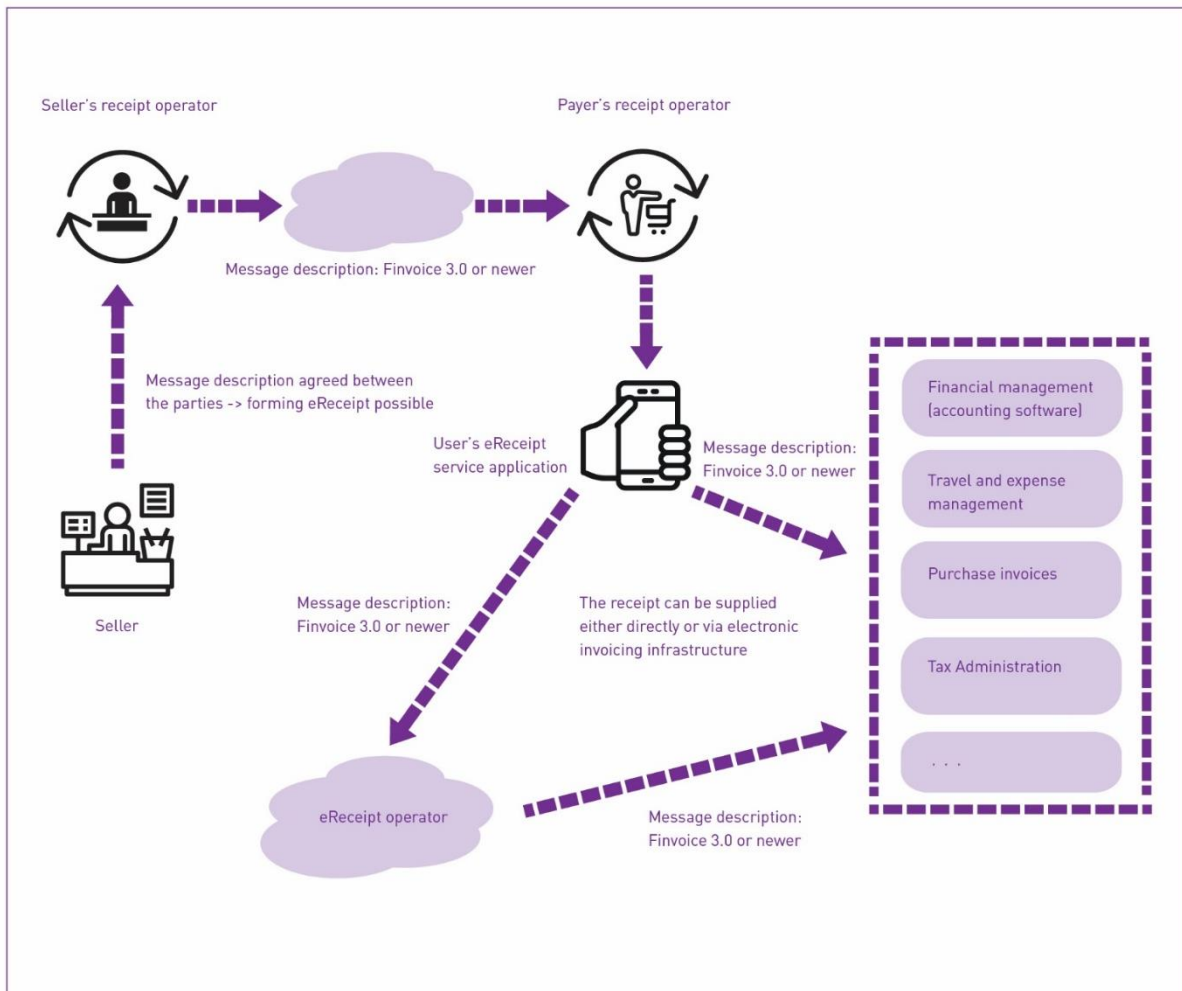 Seller's receipt operator
Payer's receipt operator
Message description: Finvoice 3.0 or newer
Message description agreed between
the parties -> forming eReceipt possible
User's eReceipt
service application
Message description:
Finvoice 3.0 or newer
Financial management
(accounting software)
Travel and expense
management
Purchase invoices
Tax Administration
. . .
Seller
Message description:
Finvoice 3.0 or newer
The receipt can be supplied
either directly or via electronic
invoicing infrastructure
eReceipt operator
Message description:
Finvoice 3.0 or newer